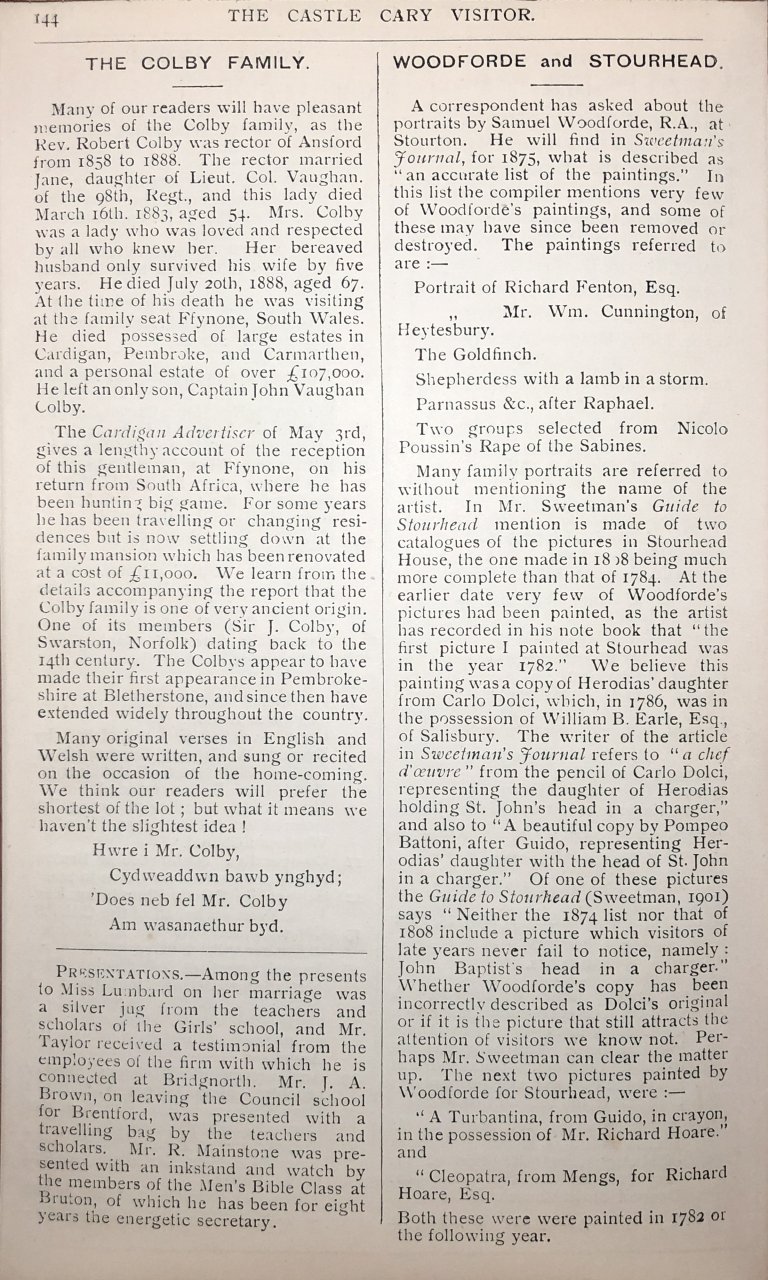 144
THE CASTLE CARY VISITOR.
THE COLBY FAMILY.
Many of our readers will have pleasant
memories of the Colby family, as the
Rev. Robert Colby was rector of Ansford
from 1858 to 1888. The rector married
Jane, daughter of Lieut. Col. Vaughan.
of the 98th, Regt., and this lady died
March 16th. 1883, aged 54. Mrs. Colby
was a lady who was loved and respected
by all who knew her. Her bereaved
husband only survived his wife by five
years. He died July 20th, 1888, aged 67.
At the time of his death he was visiting
at the family seat Ffynone, South Wales.
He died possessed of large estates in
Cardigan, Pembroke, and Carmarthen,
and a personal estate of over £107,000.
He left an only son, Captain John Vaughan
Colby.
The Cardigan Advertiser of May 3rd,
gives a lengthy account of the reception
of this gentleman, at Ffynone, on his
return from South Africa, where he has
been hunting big game. For some years
he has been travelling or changing resi-
dences but is now settling down at the
family mansion which has been renovated
at a cost of £11,000. We learn from the
details accompanying the report that the
Colby family is one of very ancient origin.
One of its members (Sir J. Colby, of
Swarston, Norfolk) dating back to the
14th century. The Colbys appear to have
made their first appearance in Pembroke-
shire at Bletherstone, and since then have
extended widely throughout the country.
Many original verses in English and
Welsh were written, and sung or recited
on the occasion of the home-coming.
We think our readers will prefer the
shortest of the lot ; but what it means we
haven't the slightest idea !
Hwre i Mr. Colby,
Cydweaddwn bawb ynghyd;
'Does neb fel Mr. Colby
Am wasanaethur byd.
PRESENTATIONS.—Among the presents
to Miss Lumbard on her marriage was
a silver jug from the teachers and
scholars of the Girls' school, and Mr.
Taylor received a testimonial from the
employees of the firm with which he is
connected at Bridgnorth. Mr. J. A.
Brown, on leaving the Council school
for Brentford, was presented with a
travelling bag by the teachers and
scholars. Mr. R. Mainstone was pre-
sented with an inkstand and watch by
the members of the Men's Bible Class at
Bruton, of which he has been for eight
years the energetic secretary.
WOODFORDE and STOURHEAD.
A correspondent has asked about the
portraits by Samuel Woodforde, R.A., at
Stourton. He will find in Sweetman's
Journal, for 1875, what is described as
"an accurate list of the paintings." In
this list the compiler mentions very few
of Woodforde's paintings, and some of
these may have since been removed or
destroyed. The paintings referred to
are :—
Portrait of Richard Fenton, Esq.
„ Mr. Wm. Cunnington, of
Heytesbury.
The Goldfinch.
Shepherdess with a lamb in a storm.
Parnassus &c., after Raphael.
Two groups selected from Nicolo
Poussin's Rape of the Sabines.
Many family portraits are referred to
without mentioning the name of the
artist. In Mr. Sweetman's Guide to
Stourhead mention is made of two
catalogues of the pictures in Stourhead
House, the one made in 1808 being much
more complete than that of 1784. At the
earlier date very few of Woodforde's
pictures had been painted, as the artist
has recorded in his note book that "the
first picture I painted at Stourhead was
in the year 1782." We believe this
painting was a copy of Herodias' daughter
from Carlo Dolci, which, in 1786, was in
the possession of William B. Earle, Esq.,
of Salisbury. The writer of the article
in Sweetman's Journal refers to "a chef
d'œuvre" from the pencil of Carlo Dolci,
representing the daughter of Herodias
holding St. John's head in a charger,"
and also to "A beautiful copy by Pompeo
Battoni, after Guido, representing Her-
odias' daughter with the head of St. John
in a charger." Of one of these pictures
the Guide to Stourhead (Sweetman, 1901)
says "Neither the 1874 list nor that of
1808 include a picture which visitors of
late years never fail to notice, namely :
John Baptist's head in a charger."
Whether Woodforde's copy has been
incorrectly described as Dolci's original
or if it is the picture that still attracts the
attention of visitors we know not. Per-
haps Mr. Sweetman can clear the matter
up. The next two pictures painted by
Woodforde for Stourhead, were :—
"A Turbantina, from Guido, in crayon,
in the possession of Mr. Richard Hoare."
and
"Cleopatra, from Mengs, for Richard
Hoare, Esq.
Both these were were painted in 1782 or
the following year.